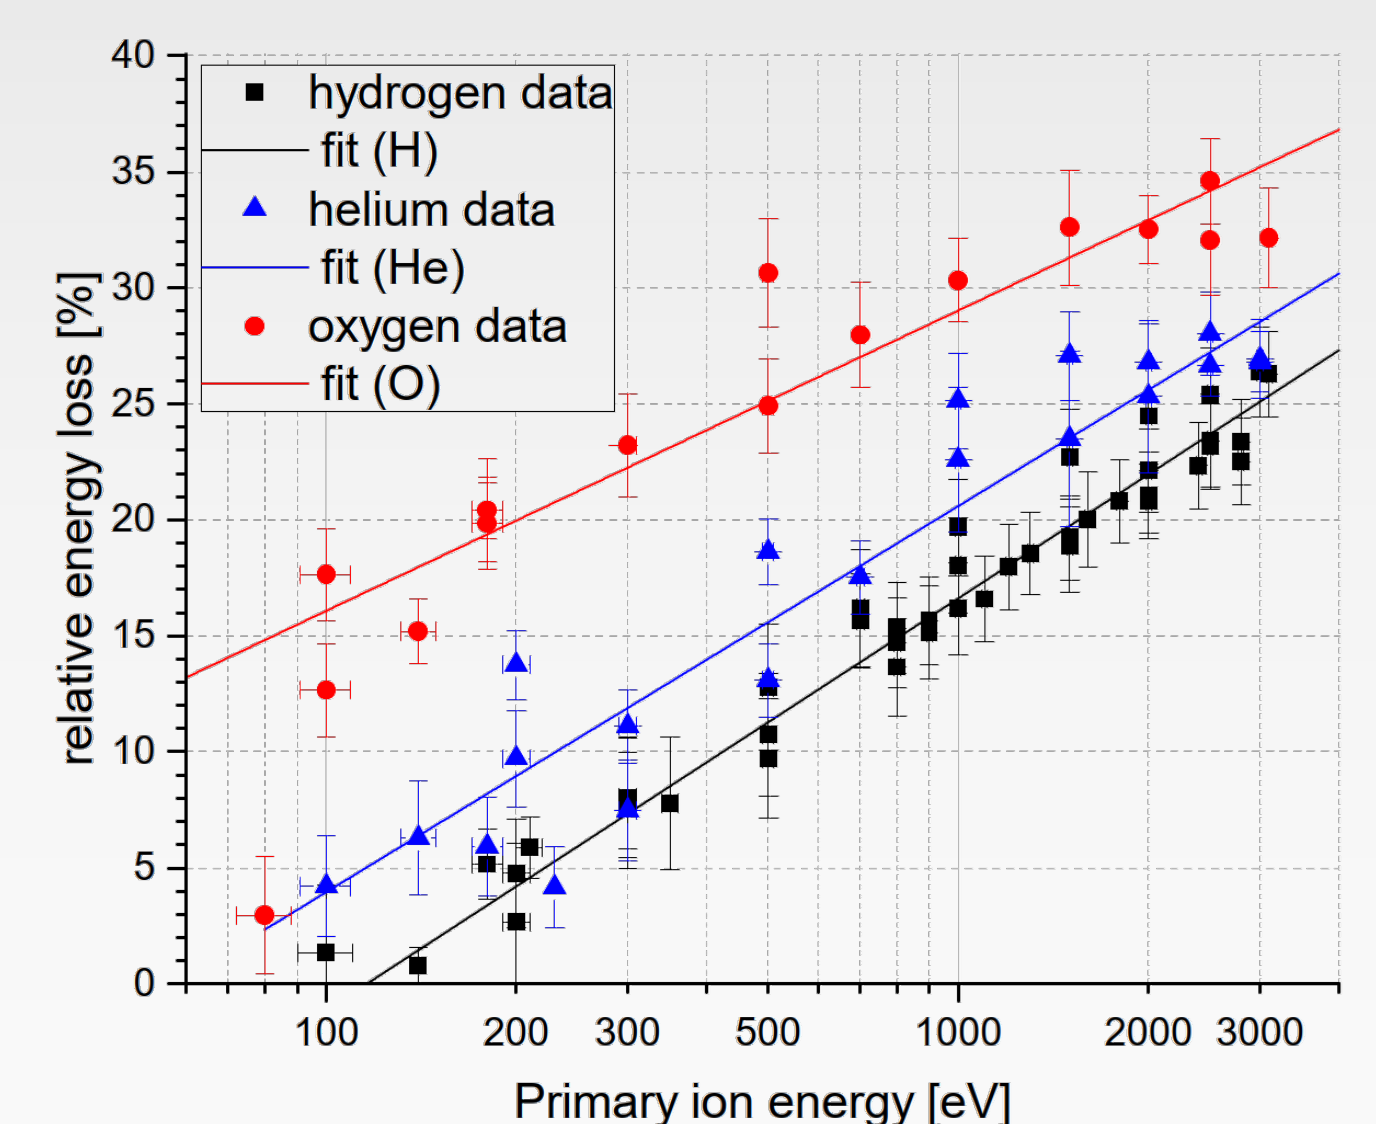 40
35
30
25
20
15
10
5
0
relative energy loss [%]
hydrogen data
fit (H)
helium data
fit (He)
oxygen data
fit (O)
100 200 300 500 1000 2000 3000
Primary ion energy [eV]